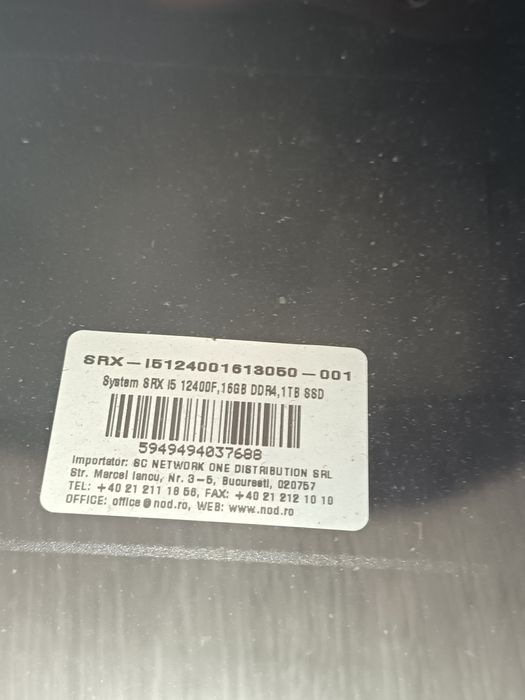 SRX-I5124001613050-001
System SRX I5 12400F,16GB DDR4,1TB SSD
5949494037688
Importator: SC NETWORK ONE DISTRIBUTION SRL
Str. Marcel Iancu, Nr. 3-5, Bucuresti, 020757
TEL: +40 21 211 18 56, FAX: +40 21 212 10 10
OFFICE: office@nod.ro, WEB: www.nod.ro